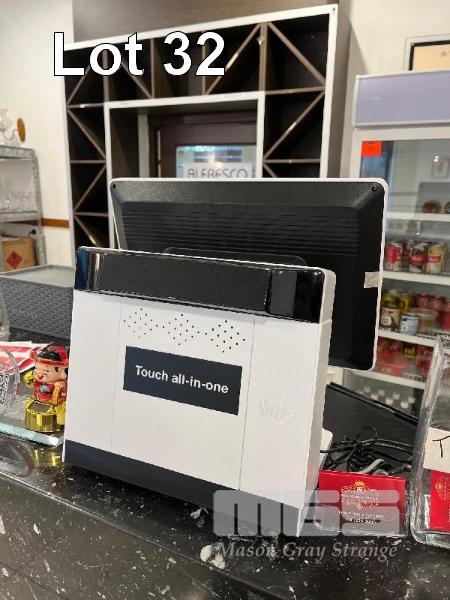 Lot 32
ALFRESCO
Touch all-in-one
MGS
Mason Gray Strange